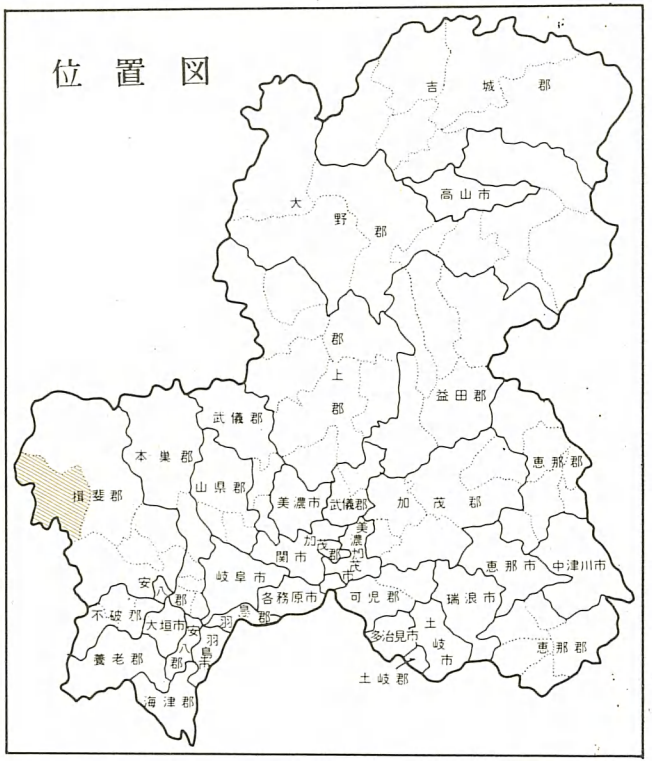 位置図
吉城郡
高山市
大野郡
郡上郡
益田郡
武儀郡
本巣郡
恵那郡
山県郡
揖斐郡
美濃市
武儀郡
加茂郡
美濃加茂市
加茂郡
関市
恵那市
中津川市
岐阜市
安八郡
各務原市
可児郡
瑞浪市
不破郡
大垣市
羽島郡
安八郡
羽島市
多治見市
土岐市
恵那郡
養老郡
土岐郡
海津郡